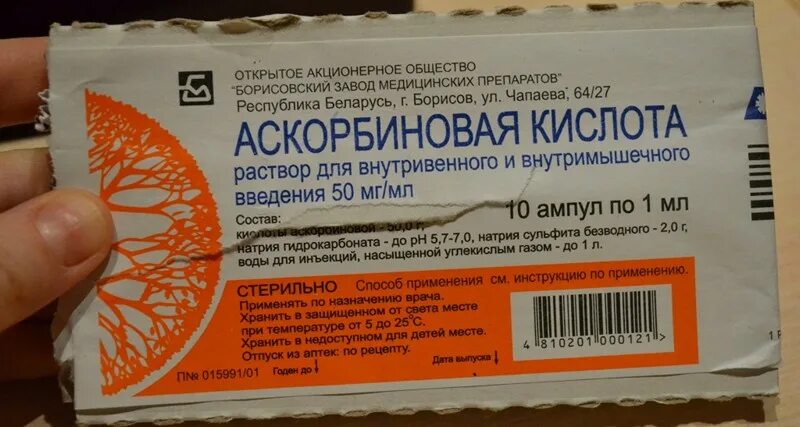 ОТКРЫТОЕ АКЦИОНЕРНОЕ ОБЩЕСТВО
"БОРИСОВСКИЙ ЗАВОД МЕДИЦИНСКИХ ПРЕПАРАТОВ"
Республика Беларусь, г. Борисов, ул. Чапаева, 64/27
АСКОРБИНОВАЯ КИСЛОТА
раствор для внутривенного и внутримышечного
введения 50 мг/мл
10 ампул по 1 мл
Состав:
кислоты аскорбиновой - 50,0 г,
натрия гидрокарбоната - до pH 5,7-7,0, натрия сульфита безводного - 2,0 г,
воды для инъекций, насыщенной углекислым газом - до 1 л.
СТЕРИЛЬНО Способ применения см. инструкцию по применению.
Применять по назначению врача.
Хранить в защищенном от света месте
при температуре от 5 до 25°С.
Хранить в недоступном для детей месте.
Отпуск из аптек: по рецепту.
П№ 015991/01 Годен до Дата выпуска
4 810201 000121 >